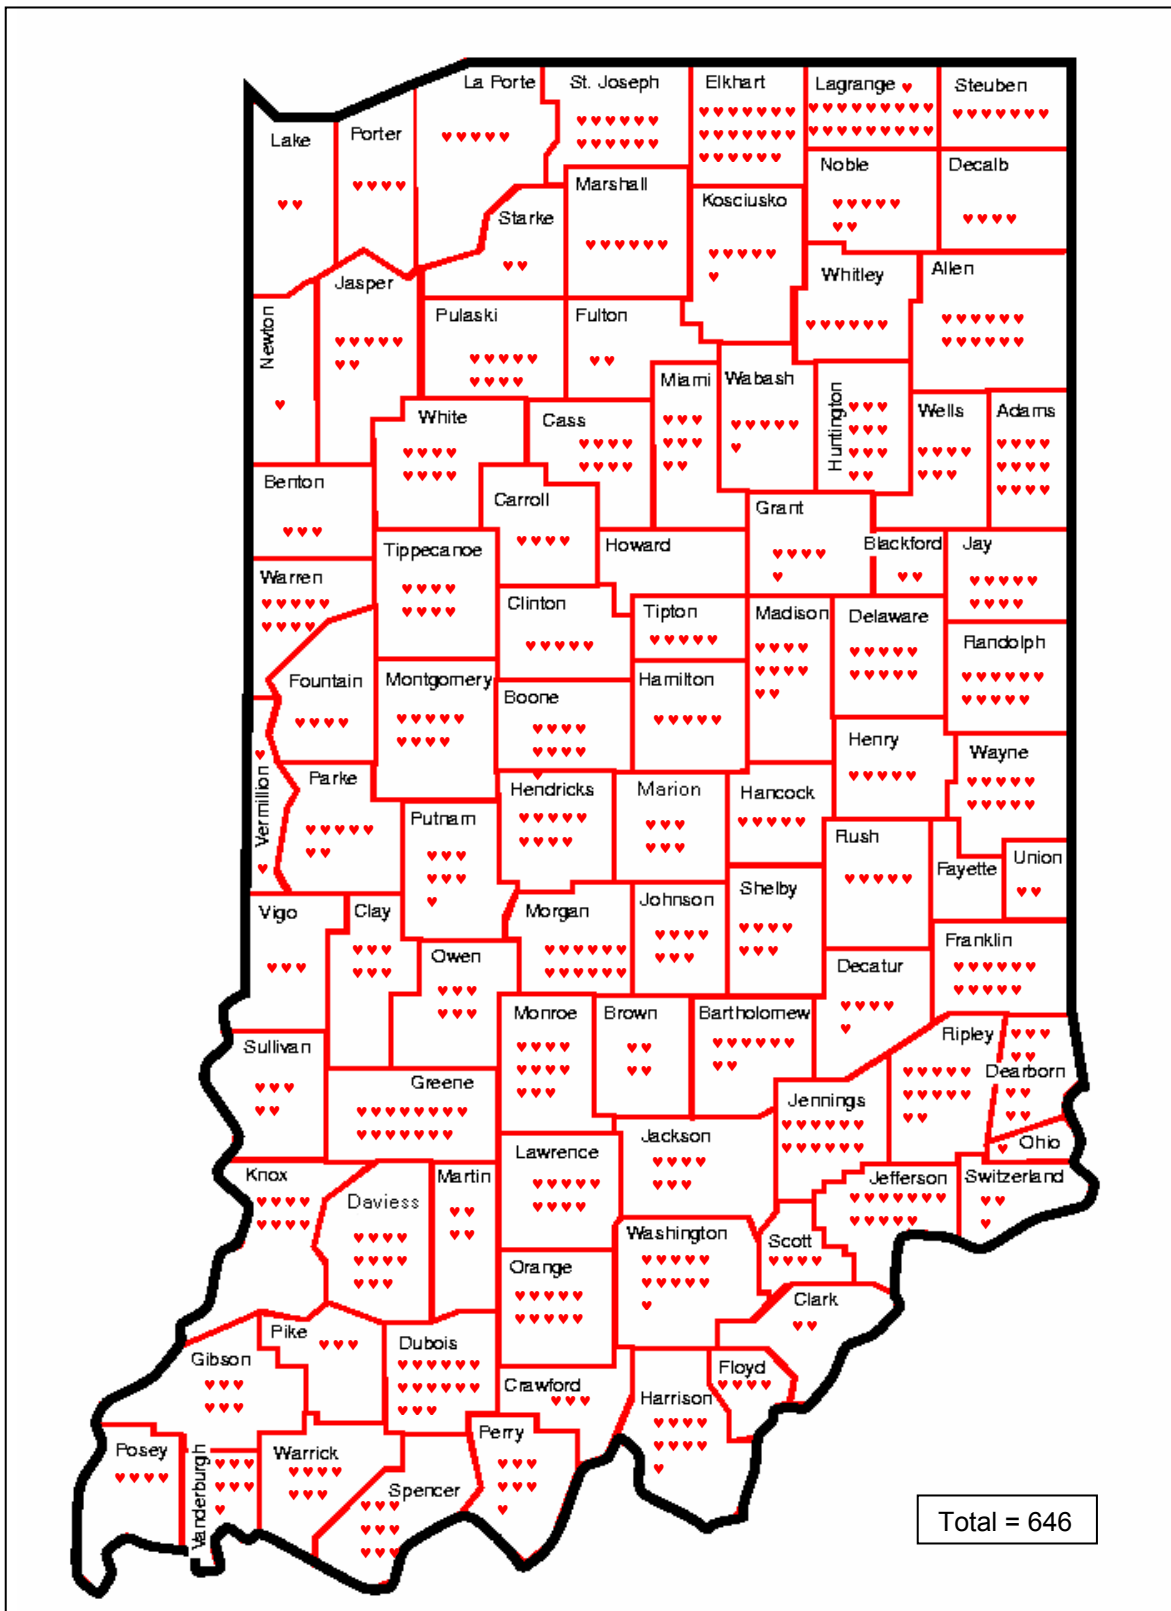 La Porte
St. Joseph
Elkhart
Lagrange
Steuben
Lake
Porter
Marshall
Noble
Decalb
Starke
Kosciusko
Jasper
Whitley
Allen
Newton
Pulaski
Fulton
Miami
Wabash
Huntington
Wells
Adams
White
Cass
Benton
Carroll
Grant
Tippecanoe
Howard
Blackford
Jay
Warren
Clinton
Tipton
Madison
Delaware
Randolph
Fountain
Montgomery
Boone
Hamilton
Henry
Wayne
Vermillion
Parke
Hendricks
Marion
Hancock
Putnam
Rush
Fayette
Union
Vigo
Clay
Morgan
Johnson
Shelby
Franklin
Owen
Decatur
Monroe
Brown
Bartholomew
Ripley
Sullivan
Dearborn
Greene
Jennings
Jackson
Ohio
Lawrence
Knox
Martin
Jefferson
Switzerland
Daviess
Washington
Scott
Orange
Clark
Pike
Dubois
Gibson
Floyd
Crawford
Harrison
Perry
Posey
Vanderburgh
Warrick
Spencer
Total = 646